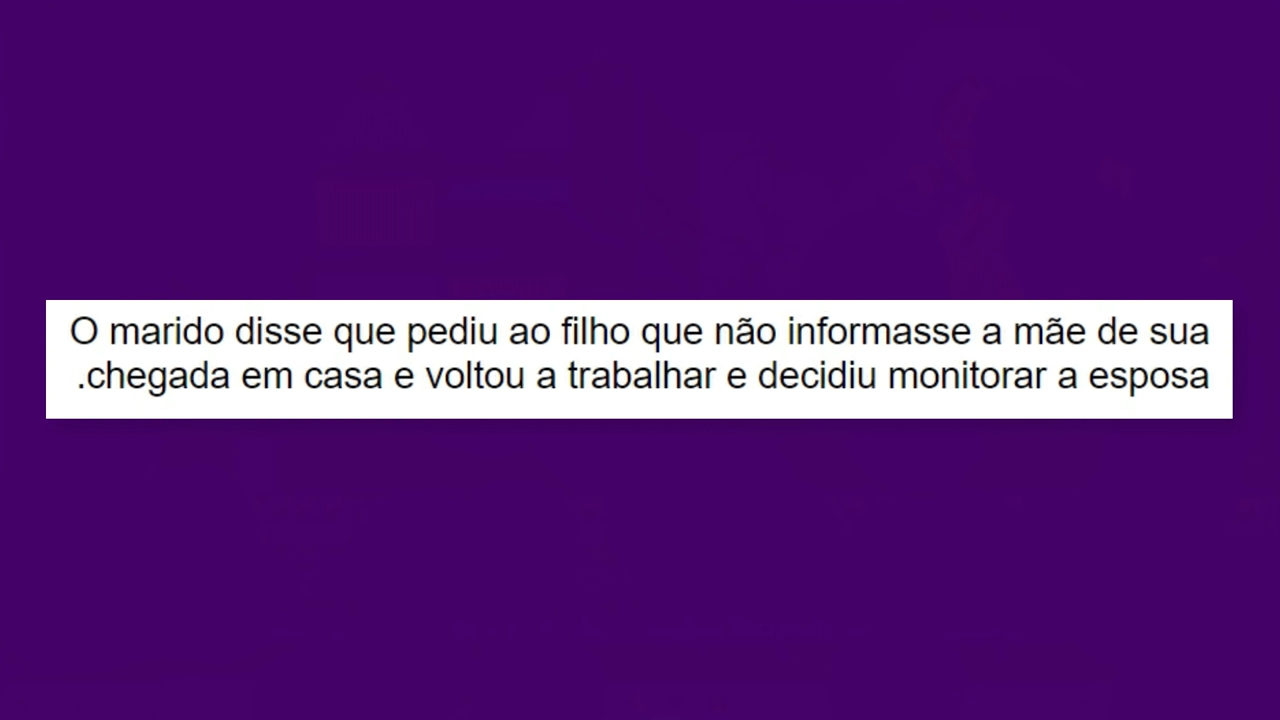 O marido disse que pediu ao filho que não informasse a mãe de sua
.chegada em casa e voltou a trabalhar e decidiu monitorar a esposa